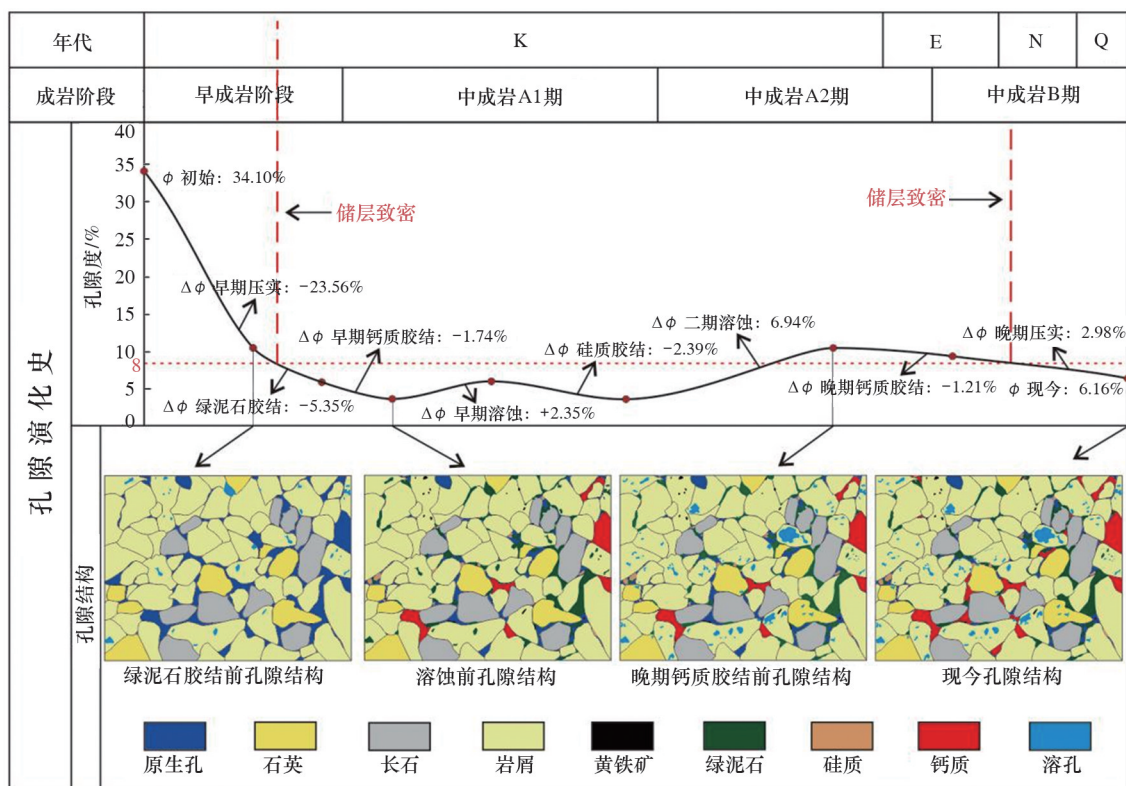 年代
K
E
N
Q
成岩阶段
早成岩阶段
中成岩A1期
中成岩A2期
中成岩B期
孔隙演化史
孔隙度/%
40
35
30
25
20
15
10
8
5
0
φ 初始：34.10%
储层致密
储层致密
Δφ 早期压实：-23.56%
Δφ 早期钙质胶结：-1.74%
Δφ 二期溶蚀：6.94%
Δφ 晚期压实：2.98%
Δφ 硅质胶结：-2.39%
Δφ 绿泥石胶结：-5.35%
Δφ 早期溶蚀：+2.35%
Δφ 晚期钙质胶结：-1.21%
φ 现今：6.16%
孔隙结构
绿泥石胶结前孔隙结构
溶蚀前孔隙结构
晚期钙质胶结前孔隙结构
现今孔隙结构
原生孔
石英
长石
岩屑
黄铁矿
绿泥石
硅质
钙质
溶孔